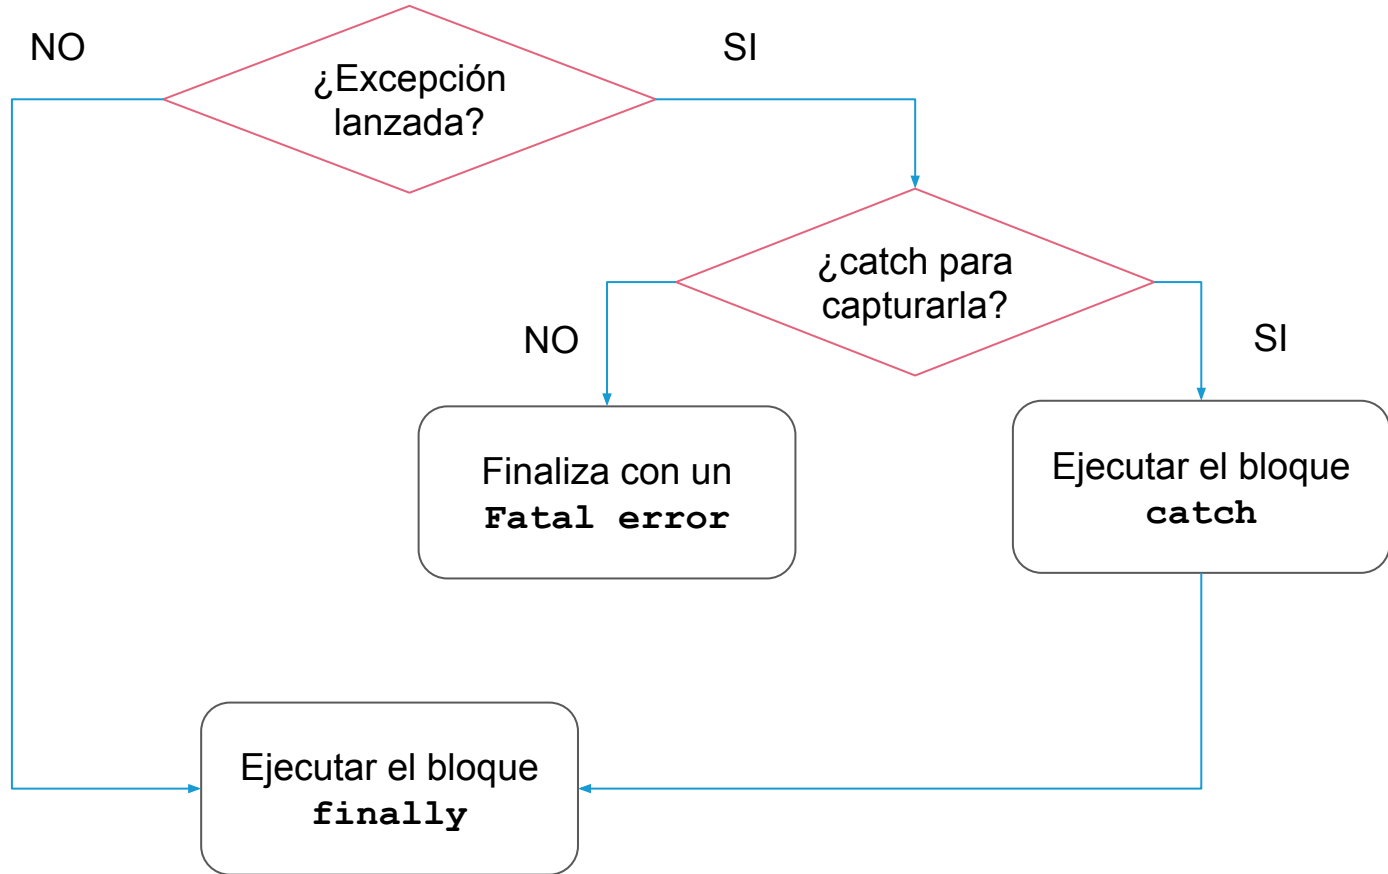 NO
SI
¿Excepción
lanzada?
¿catch para
capturarla?
NO
SI
Finaliza con un
Fatal error
Ejecutar el bloque
catch
Ejecutar el bloque
finally